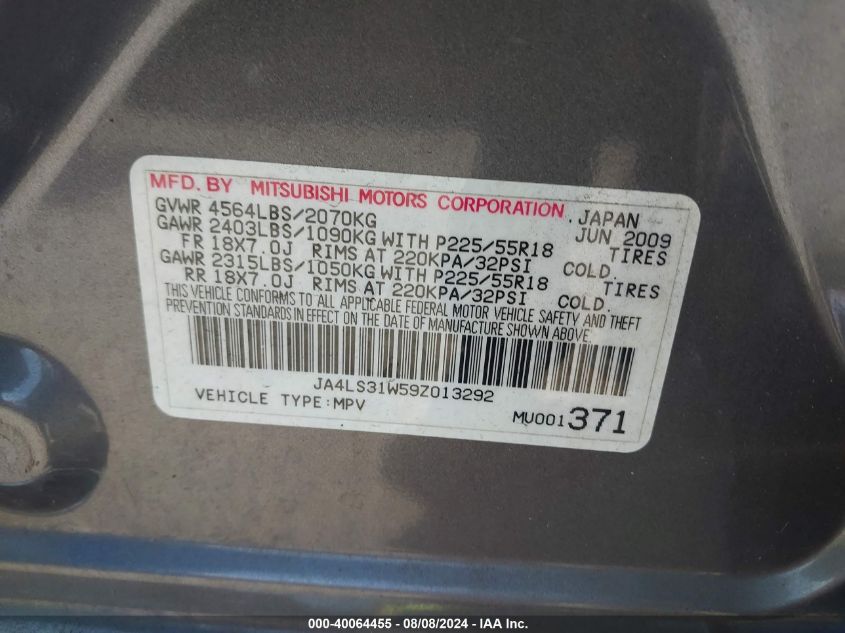 MFD. BY MITSUBISHI MOTORS CORPORATION, JAPAN
GVWR 4564LBS/2070KG JUN 2009
GAWR 2403LBS/1090KG WITH P225/55R18 TIRES
FR 18X7.0J RIMS AT 220KPA/32PSI COLD.
GAWR 2315LBS/1050KG WITH P225/55R18 TIRES
RR 18X7.0J RIMS AT 220KPA/32PSI COLD.
THIS VEHICLE CONFORMS TO ALL APPLICABLE FEDERAL MOTOR VEHICLE SAFETY AND THEFT
PREVENTION STANDARDS IN EFFECT ON THE DATE OF MANUFACTURE SHOWN ABOVE.
JA4LS31W59Z013292
VEHICLE TYPE:MPV
MU001371
000-40064455 - 08/08/2024 - IAA Inc.